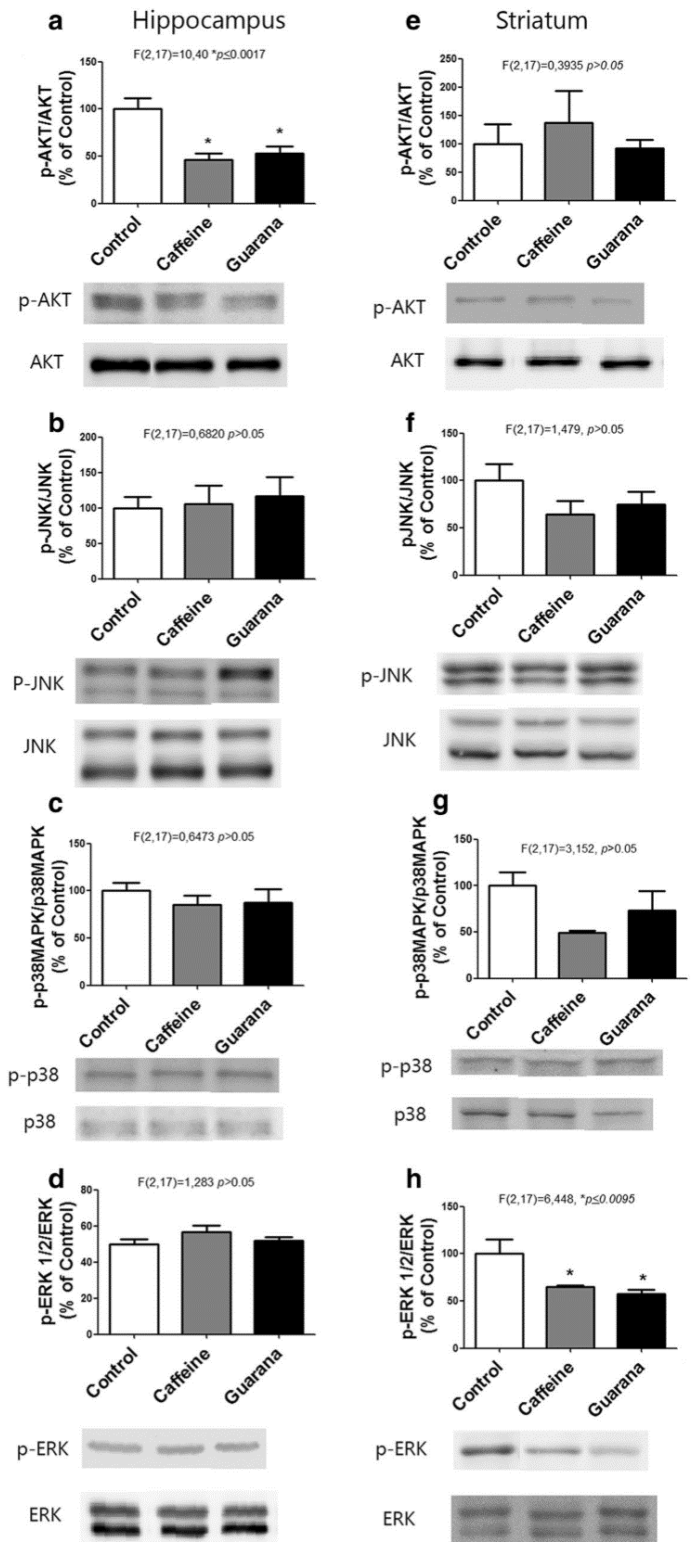 a Hippocampus
F(2,17)=10,40 *p≤0.0017
p-AKT/AKT
(% of Control)
150
100
50
0
* *
Control Caffeine Guarana
p-AKT
AKT
b
F(2,17)=0,6820 p>0.05
p-JNK/JNK
(% of Control)
200
150
100
50
0
Control Caffeine Guarana
P-JNK
JNK
c
F(2,17)=0,6473 p>0.05
p-p38MAPK/p38MAPK
(% of Control)
150
100
50
0
Control Caffeine Guarana
p-p38
p38
d
F(2,17)=1,283 p>0.05
p-ERK 1/2/ERK
(% of Control)
80
60
40
20
0
Control Caffeine Guarana
p-ERK
ERK
e Striatum
F(2,17)=0,3935 p>0.05
p-AKT/AKT
(% of Control)
250
200
150
100
50
0
Controle Caffeine Guarana
p-AKT
AKT
f
F(2,17)=1,479, p>0.05
pJNK/JNK
(% of Control)
150
100
50
0
Control Caffeine Guarana
p-JNK
JNK
g
F(2,17)=3,152, p>0.05
p-p38MAPK/p38MAPK
(% of Control)
150
100
50
0
Control Caffeine Guarana
p-p38
p38
h
F(2,17)=6,448, *p≤0.0095
p-ERK 1/2/ERK
(% of Control)
150
100
50
0
* *
Control Caffeine Guarana
p-ERK
ERK